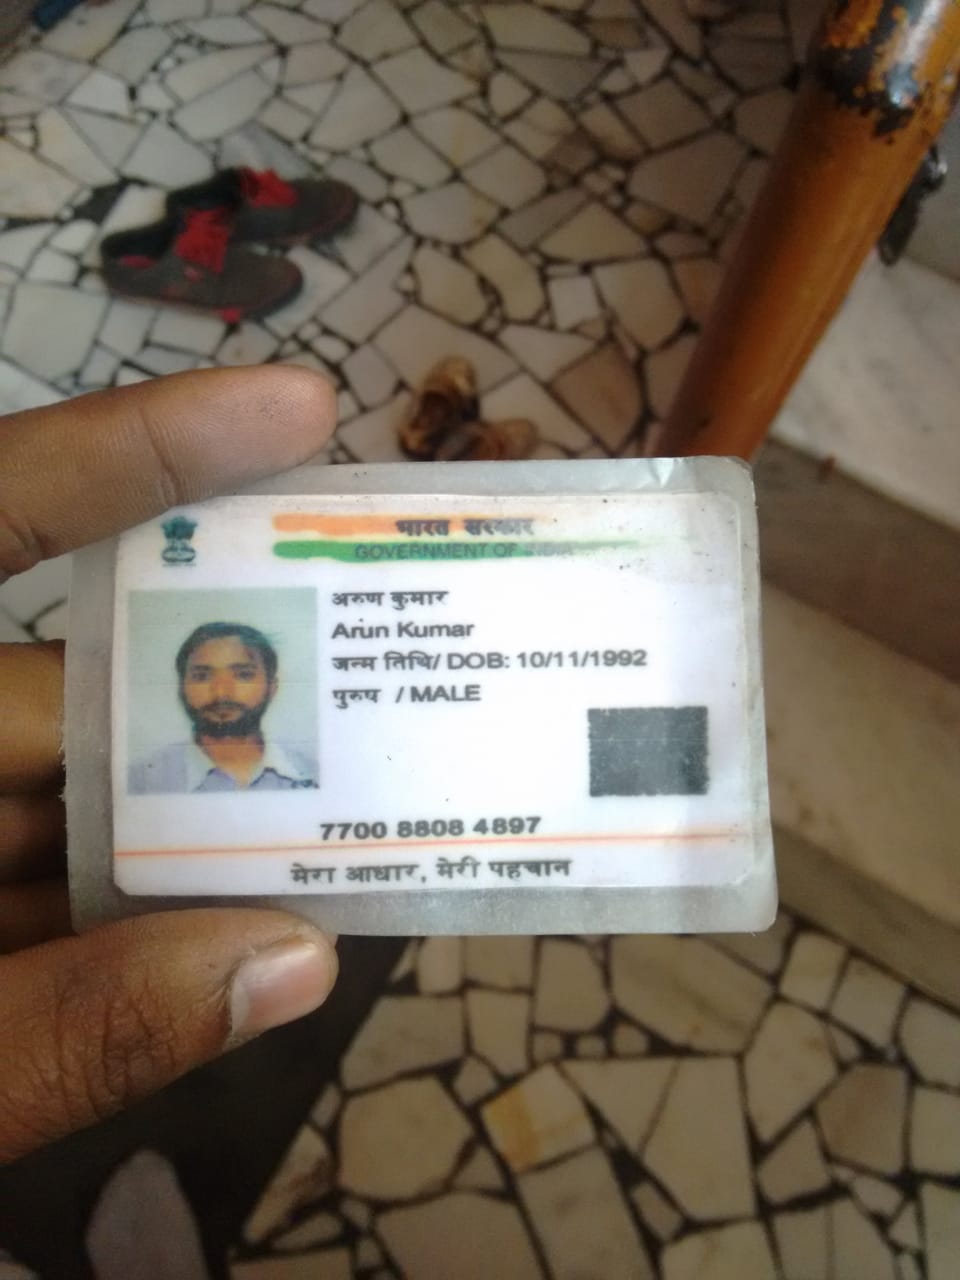 भारत सरकार
GOVERNMENT OF INDIA
अरुण कुमार
Arun Kumar
जन्म तिथि/ DOB: 10/11/1992
पुरुष / MALE
7700 8808 4897
मेरा आधार, मेरी पहचान